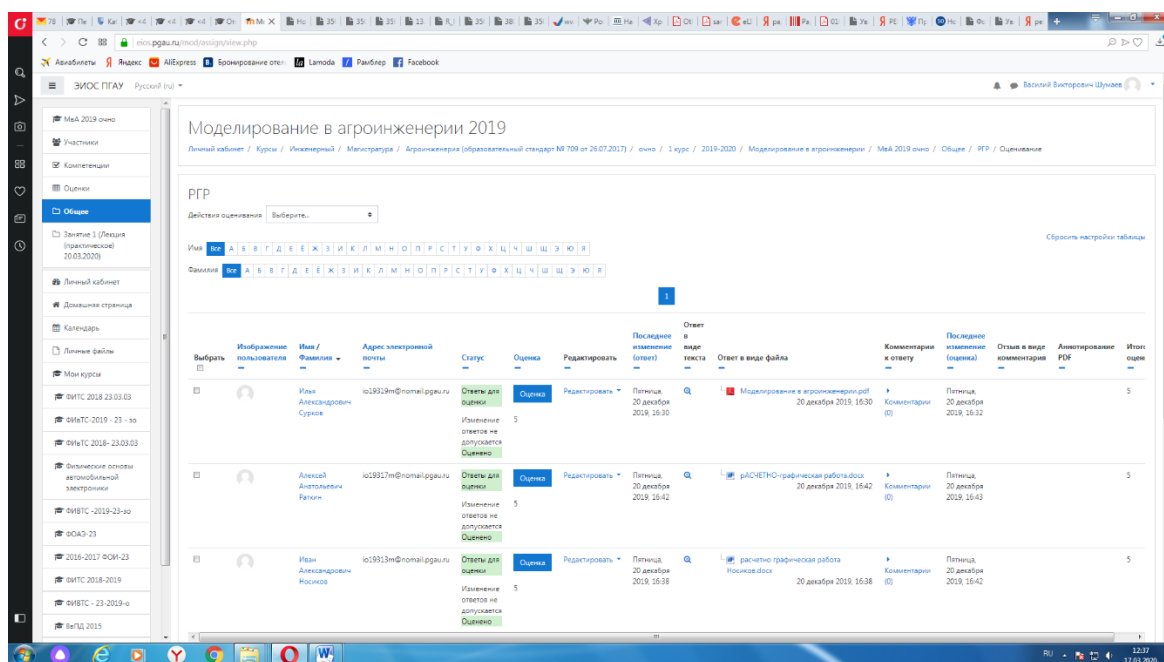 eios.pgau.ru/mod/assign/view.php
Авиабилеты Яндекс AliExpress Бронирование отел Lamoda Рамблер Facebook
ЭИОС ПГАУ Русский (ru)
Василий Викторович Шумаев
МвА 2019 очно
Участники
Компетенции
Оценки
Общее
Занятие 1 (Лекция
(практическое)
20.03.2020)
Личный кабинет
Домашняя страница
Календарь
Личные файлы
Мои курсы
ФИТС 2018 23.03.03
ФИвТС-2019 - 23 - зо
ФИвТС 2018- 23.03.03
Физические основы
автомобильной
электроники
ФИВТС -2019-23-зо
ФОАЭ-23
2016-2017 ФОИ-23
ФИТС 2018-2019
ФИВТС - 23-2019-о
ВвПД 2015
Моделирование в агроинженерии 2019
Личный кабинет / Курсы / Инженерный / Магистратура / Агроинженерия (образовательный стандарт № 709 от 26.07.2017) / очно / 1 курс / 2019-2020 / Моделирование в агроинженерии / МвА 2019 очно / Общее / РГР / Оценивание
РГР
Действия оценивания Выберите...
Сбросить настройки таблицы
Имя Все А Б В Г Д Е Ё Ж З И К Л М Н О П Р С Т У Ф Х Ц Ч Ш Щ Э Ю Я
Фамилия Все А Б В Г Д Е Ё Ж З И К Л М Н О П Р С Т У Ф Х Ц Ч Ш Щ Э Ю Я
1
Выбрать
Изображение
пользователя
Имя /
Фамилия
Адрес электронной
почты
Статус
Оценка
Редактировать
Последнее
изменение
(ответ)
Ответ
в
виде
текста
Ответ в виде файла
Комментарии
к ответу
Последнее
изменение
(оценка)
Отзыв в виде
комментария
Аннотирование
PDF
Итого
оцен
Илья
Александрович
Сурков
io19319m@nomail.pgau.ru
Ответы для
оценки
Изменение
ответов не
допускается
Оценено
Оценка
5
Редактировать
Пятница,
20 декабря
2019, 16:30
Моделирование в агроинженерии.pdf
20 декабря 2019, 16:30
Комментарии
(0)
Пятница,
20 декабря
2019, 16:32
5
Алексей
Анатольевич
Раткин
io19317m@nomail.pgau.ru
Ответы для
оценки
Изменение
ответов не
допускается
Оценено
Оценка
5
Редактировать
Пятница,
20 декабря
2019, 16:42
рАСЧЕТНО-графическая работа.docx
20 декабря 2019, 16:42
Комментарии
(0)
Пятница,
20 декабря
2019, 16:43
5
Иван
Александрович
Носиков
io19313m@nomail.pgau.ru
Ответы для
оценки
Изменение
ответов не
допускается
Оценено
Оценка
5
Редактировать
Пятница,
20 декабря
2019, 16:38
расчетно графическая работа
Носиков.docx
20 декабря 2019, 16:38
Комментарии
(0)
Пятница,
20 декабря
2019, 16:42
5
RU
12:37
17.03.2020